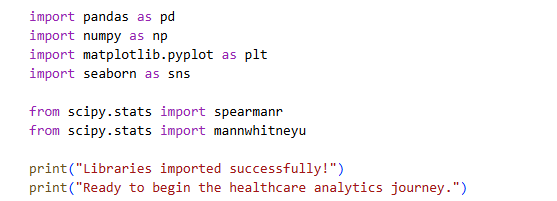 import pandas as pd
import numpy as np
import matplotlib.pyplot as plt
import seaborn as sns
from scipy.stats import spearmanr
from scipy.stats import mannwhitneyu
print("Libraries imported successfully!")
print("Ready to begin the healthcare analytics journey.")